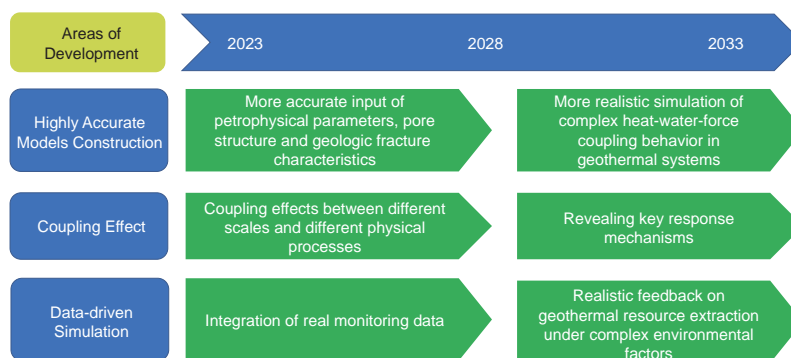 Areas of
Development
2023
2028
2033
Highly Accurate
Models Construction
More accurate input of
petrophysical parameters, pore
structure and geologic fracture
characteristics
More realistic simulation of
complex heat-water-force
coupling behavior in
geothermal systems
Coupling Effect
Coupling effects between different
scales and different physical
processes
Revealing key response
mechanisms
Data-driven
Simulation
Integration of real monitoring data
Realistic feedback on
geothermal resource extraction
under complex environmental
factors